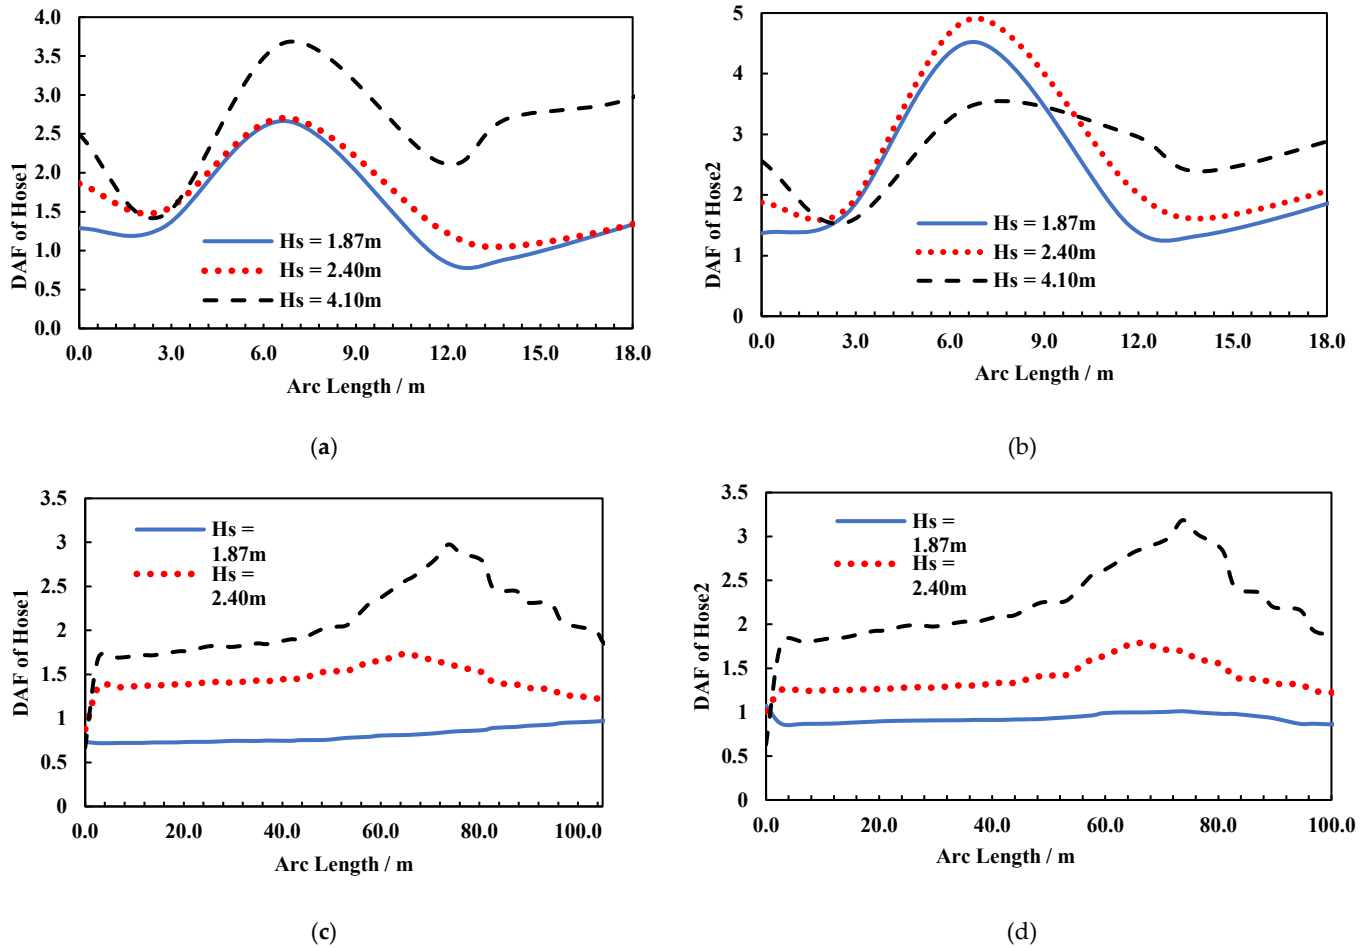 4.0
3.5
3.0
2.5
2.0
1.5
1.0
0.5
0.0
DAF of Hose1
Hs = 1.87m
Hs = 2.40m
Hs = 4.10m
0.0 3.0 6.0 9.0 12.0 15.0 18.0
Arc Length / m
(a)
5
4
3
2
1
0
DAF of Hose2
Hs = 1.87m
Hs = 2.40m
Hs = 4.10m
0.0 3.0 6.0 9.0 12.0 15.0 18.0
Arc Length / m
(b)
3.5
3
2.5
2
1.5
1
0.5
0
DAF of Hose1
Hs =
1.87m
Hs =
2.40m
0.0 20.0 40.0 60.0 80.0 100.0
Arc Length / m
(c)
3.5
3
2.5
2
1.5
1
0.5
0
DAF of Hose2
Hs =
1.87m
Hs =
2.40m
0.0 20.0 40.0 60.0 80.0 100.0
Arc Length / m
(d)